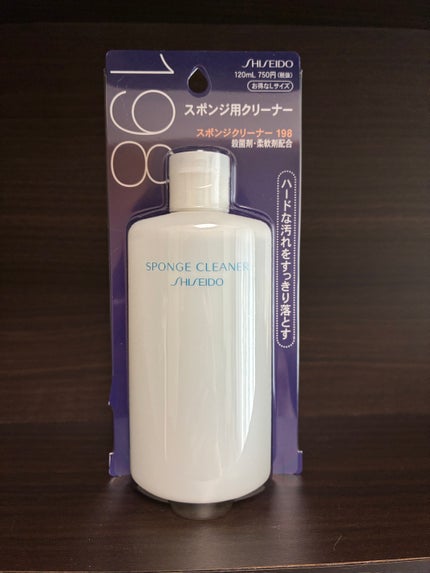 198
SHISEIDO
120mL 750円(税抜)
お得なLサイズ
スポンジ用クリーナー
スポンジクリーナー 198
殺菌剤・柔軟剤配合
ハードな汚れをすっきり落とす
SPONGE CLEANER
SHISEIDO